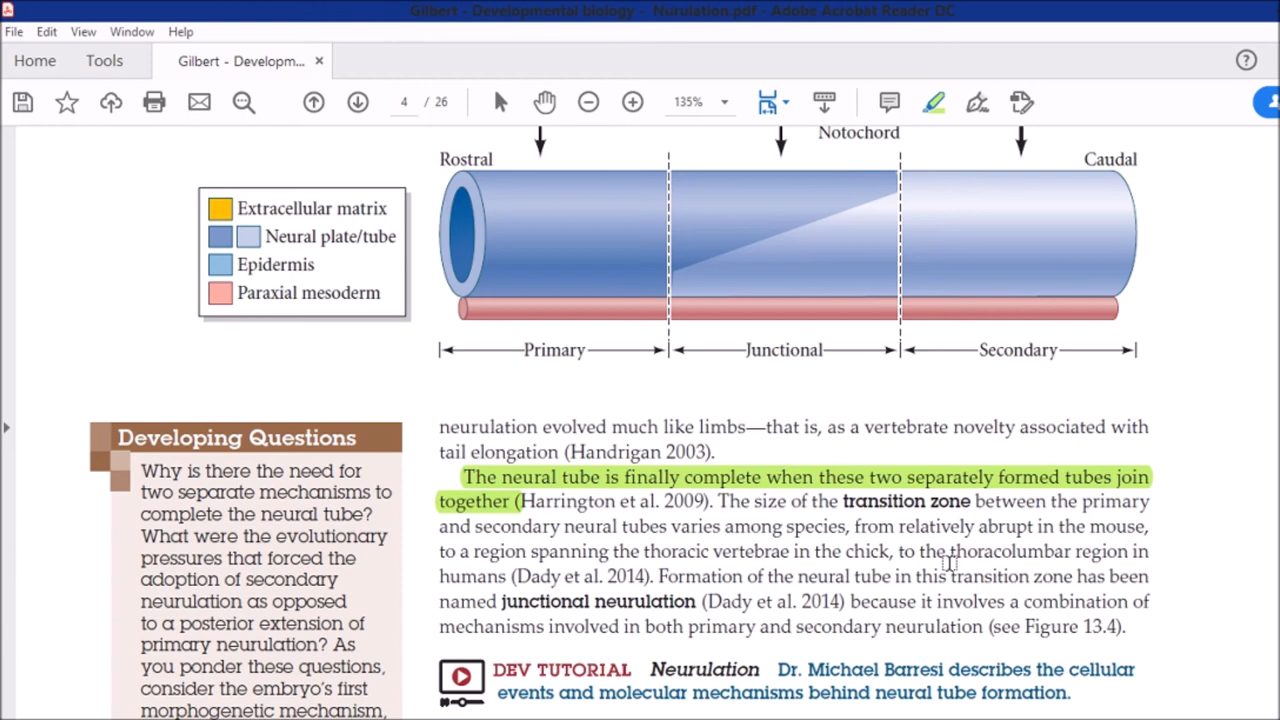 Gilbert - Developmental biology - Nurulation pdf - Adobe Acrobat Reader DC
File Edit View Window Help
Home Tools Gilbert - Developm... ×
4 / 26 135%
Notochord
Rostral Caudal
Extracellular matrix
Neural plate/tube
Epidermis
Paraxial mesoderm
Primary Junctional Secondary
Developing Questions
Why is there the need for
two separate mechanisms to
complete the neural tube?
What were the evolutionary
pressures that forced the
adoption of secondary
neurulation as opposed
to a posterior extension of
primary neurulation? As
you ponder these questions,
consider the embryo's first
morphogenetic mechanism,
neurulation evolved much like limbs—that is, as a vertebrate novelty associated with
tail elongation (Handrigan 2003).
The neural tube is finally complete when these two separately formed tubes join
together (Harrington et al. 2009). The size of the transition zone between the primary
and secondary neural tubes varies among species, from relatively abrupt in the mouse,
to a region spanning the thoracic vertebrae in the chick, to the thoracolumbar region in
humans (Dady et al. 2014). Formation of the neural tube in this transition zone has been
named junctional neurulation (Dady et al. 2014) because it involves a combination of
mechanisms involved in both primary and secondary neurulation (see Figure 13.4).
DEV TUTORIAL Neurulation Dr. Michael Barresi describes the cellular
events and molecular mechanisms behind neural tube formation.